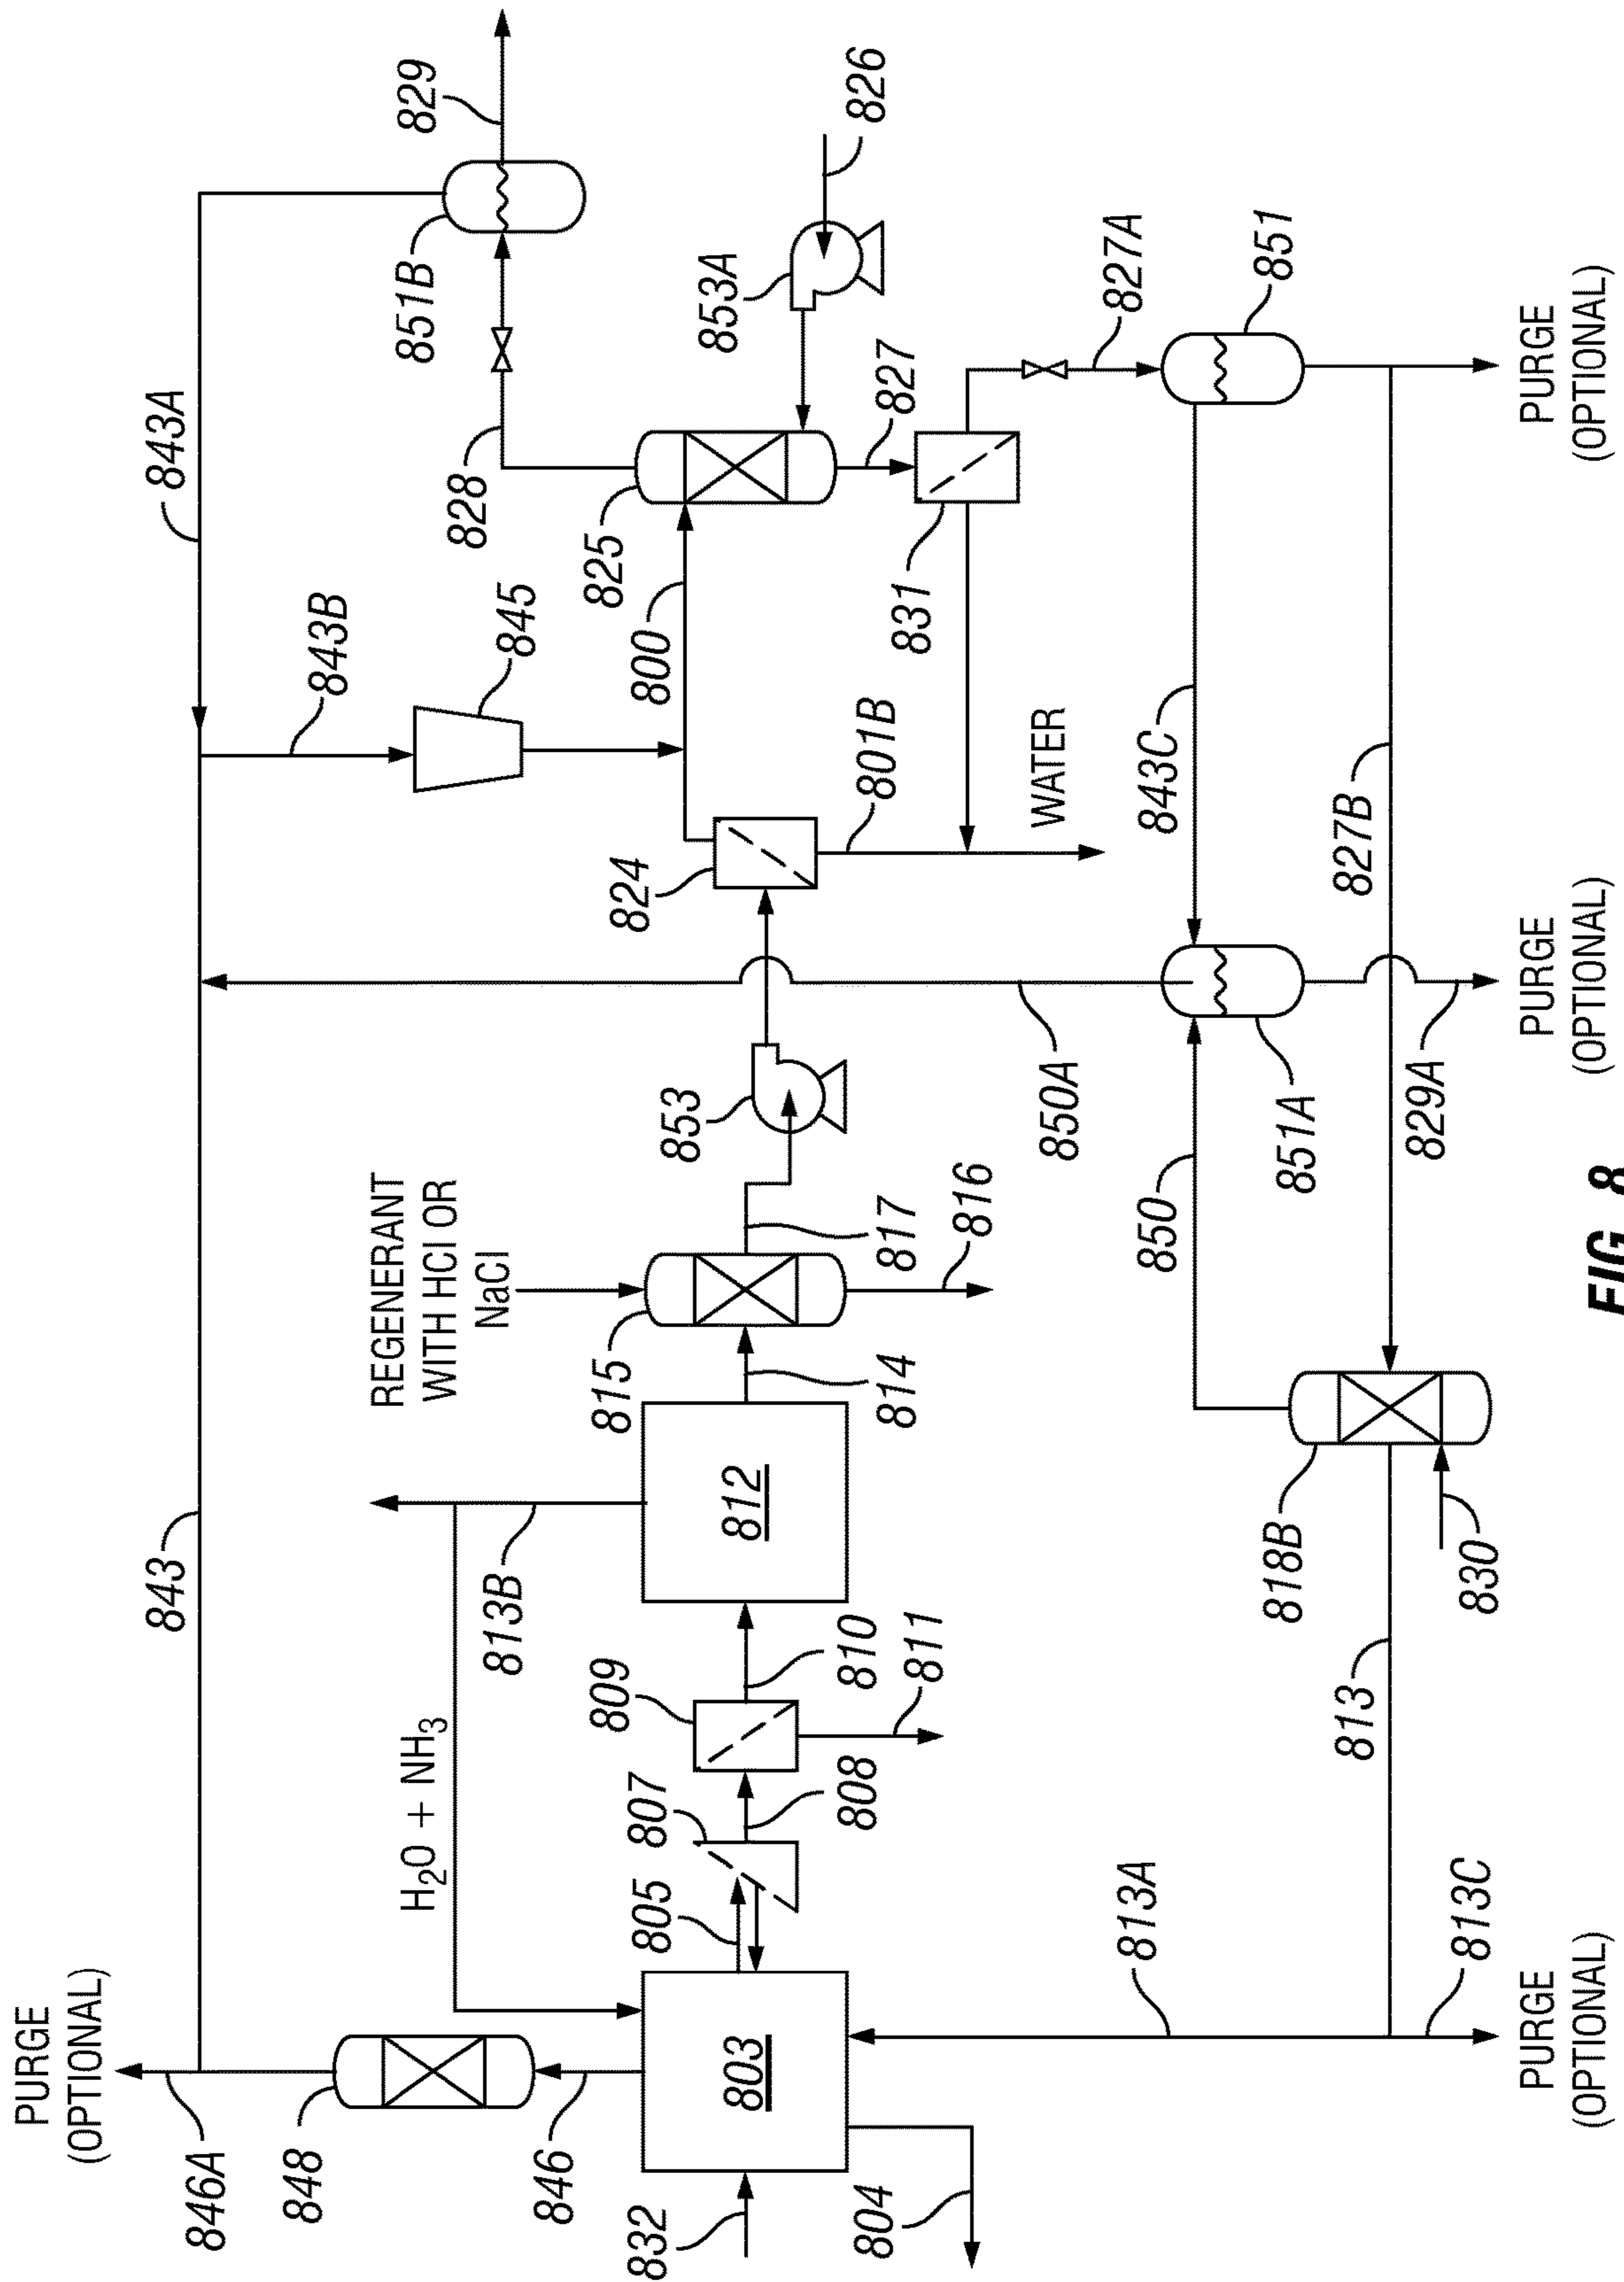 PURGE
(OPTIONAL)
843
843A
846A
848
843B
REGENERANT
WITH HCl OR
NaCl
H₂O + NH₃
851B
829
828
813B
845
846
809
815
825
824
832
807
805
800
853
853A
803
812
808
810
814
817
801B
831
827
826
804
811
816
WATER
850A
827A
813A
843C
850
851
818B
851A
813
827B
813C
830
829A
PURGE
(OPTIONAL)
PURGE
(OPTIONAL)
PURGE
(OPTIONAL)
FIG. 8